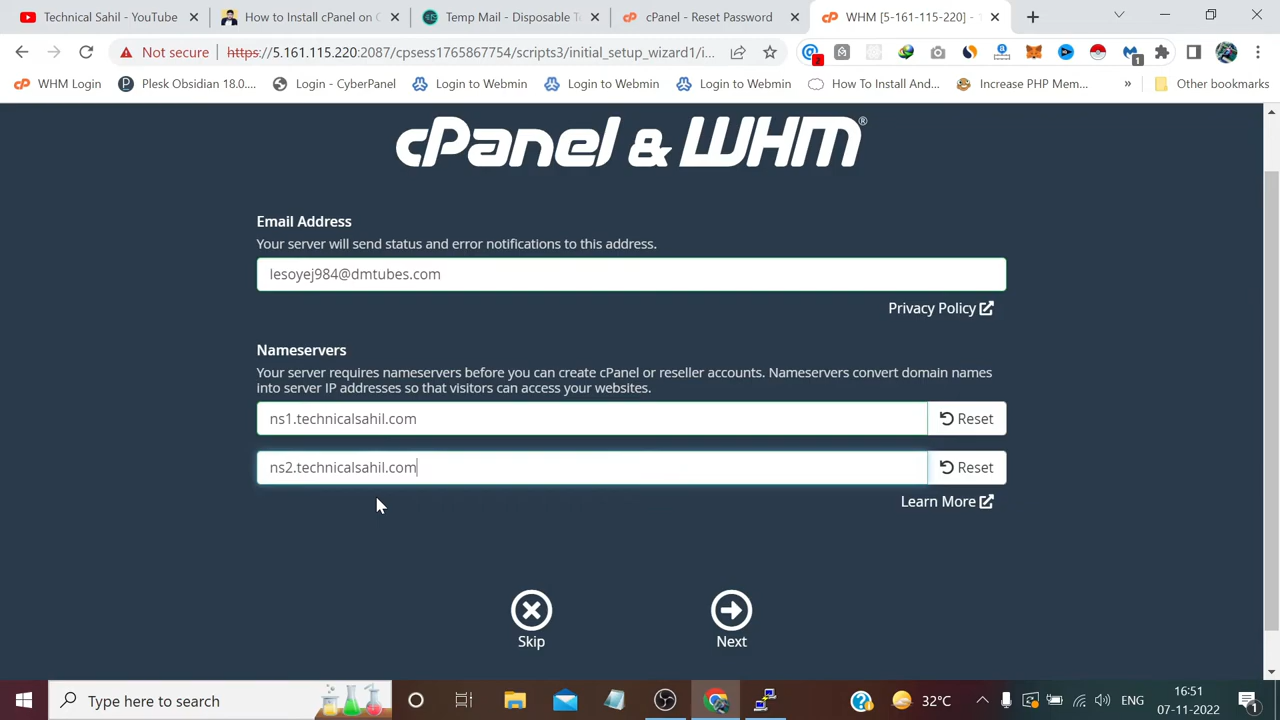 Technical Sahil - YouTube
How to Install cPanel on C
Temp Mail - Disposable Te
cPanel - Reset Password
WHM [5-161-115-220] - T
Not secure
https://5.161.115.220:2087/cpsess1765867754/scripts3/initial_setup_wizard1/i...
2
1
WHM Login
Plesk Obsidian 18.0....
Login - CyberPanel
Login to Webmin
Login to Webmin
Login to Webmin
How To Install And...
Increase PHP Mem...
»
Other bookmarks
cPanel & WHM®
Email Address
Your server will send status and error notifications to this address.
lesoyej984@dmtubes.com
Privacy Policy
Nameservers
Your server requires nameservers before you can create cPanel or reseller accounts. Nameservers convert domain names
into server IP addresses so that visitors can access your websites.
ns1.technicalsahil.com
Reset
ns2.technicalsahil.com
Reset
Learn More
Skip
Next
Type here to search
32°C
ENG
16:51
07-11-2022
1